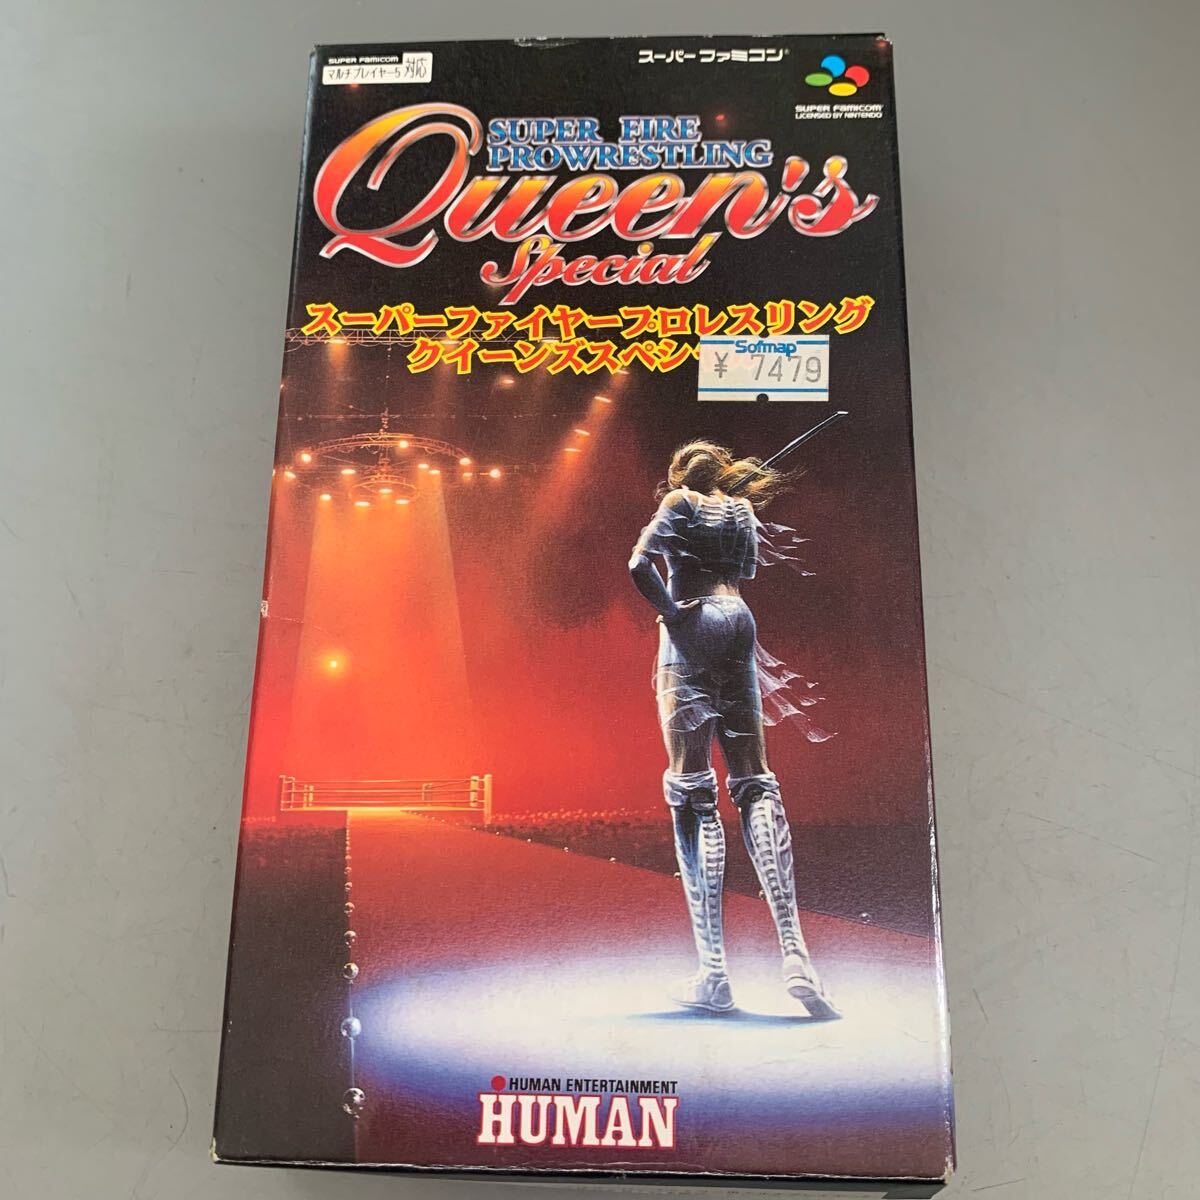 SUPER FAMICOM
マルチプレイヤー5 対応
スーパーファミコン
SUPER FAMICOM
LICENSED BY NINTENDO
SUPER FIRE
PROWRESTLING
Queen's
Special
スーパーファイヤープロレスリング
クイーンズスペシ
Sofmap
¥ 7479
HUMAN ENTERTAINMENT
HUMAN